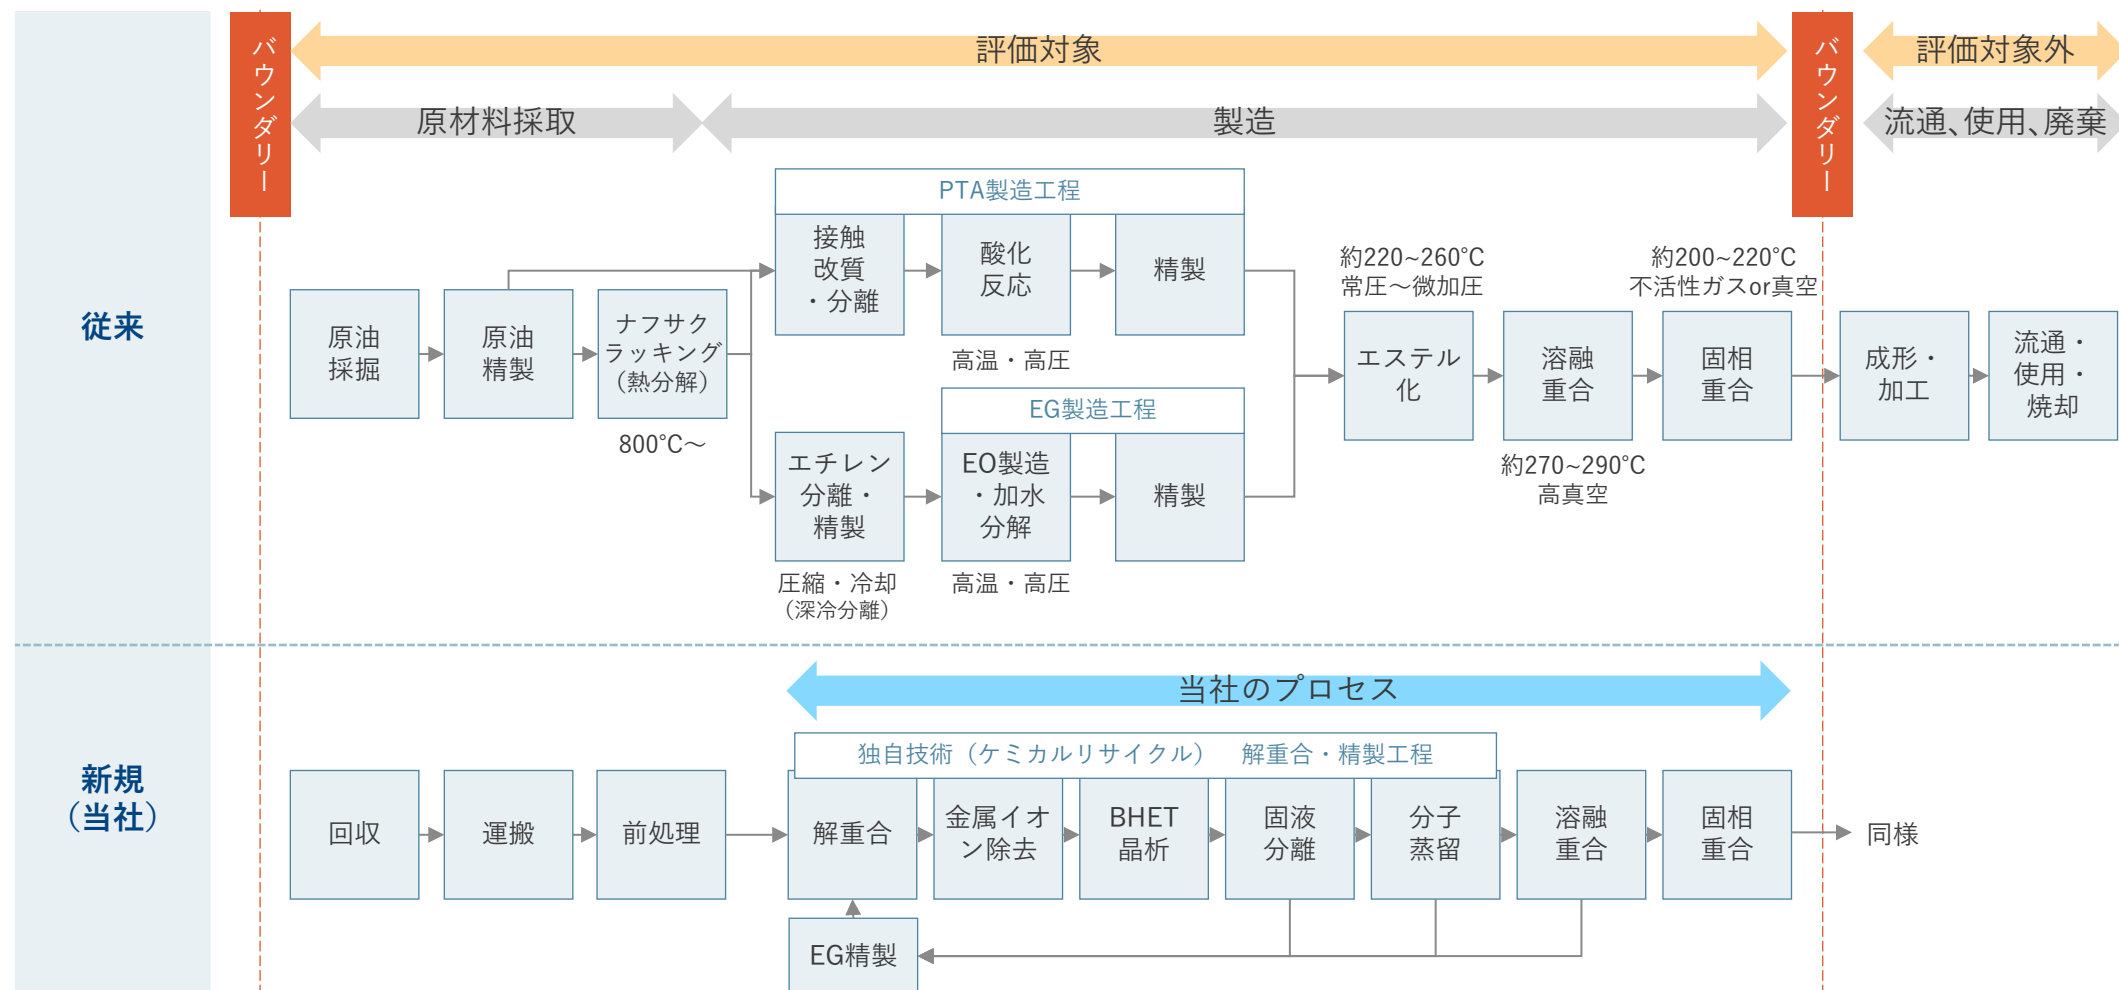 バウンダリー
評価対象
バウンダリー
評価対象外
原材料採取
製造
流通、使用、廃棄
従来
PTA製造工程
接触
改質
・分離
酸化
反応
精製
高温・高圧
原油
採掘
原油
精製
ナフサク
ラッキング
（熱分解）
800℃～
EG製造工程
エチレン
分離・
精製
EO製造
・加水
分解
精製
圧縮・冷却
（深冷分離）
高温・高圧
約220~260℃
常圧～微加圧
エステル
化
溶融
重合
約270~290℃
高真空
約200~220℃
不活性ガスor真空
固相
重合
成形・
加工
流通・
使用・
焼却
新規
（当社）
当社のプロセス
独自技術（ケミカルリサイクル）　解重合・精製工程
回収
運搬
前処理
解重合
金属イオ
ン除去
BHET
晶析
固液
分離
分子
蒸留
溶融
重合
固相
重合
同様
EG精製